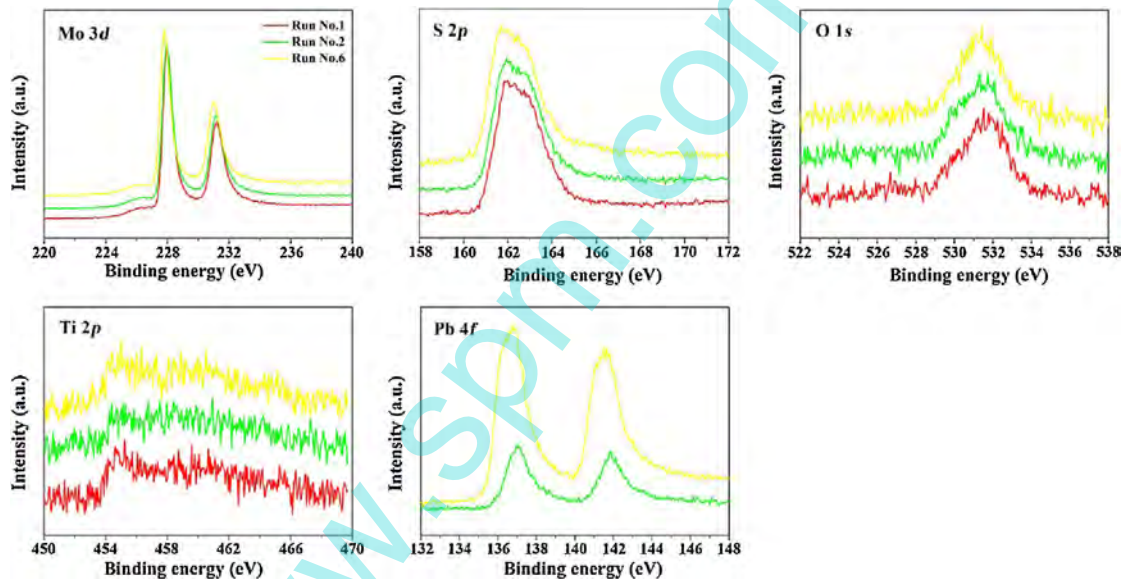 Mo 3d
Run No.1
Run No.2
Run No.6
Intensity (a.u.)
220 224 228 232 236 240
Binding energy (eV)
S 2p
Intensity (a.u.)
158 160 162 164 166 168 170 172
Binding energy (eV)
O 1s
Intensity (a.u.)
522 524 526 528 530 532 534 536 538
Binding energy (eV)
Ti 2p
Intensity (a.u.)
450 454 458 462 466 470
Binding energy (eV)
Pb 4f
Intensity (a.u.)
132 134 136 138 140 142 144 146 148
Binding energy (eV)
w.spm.com